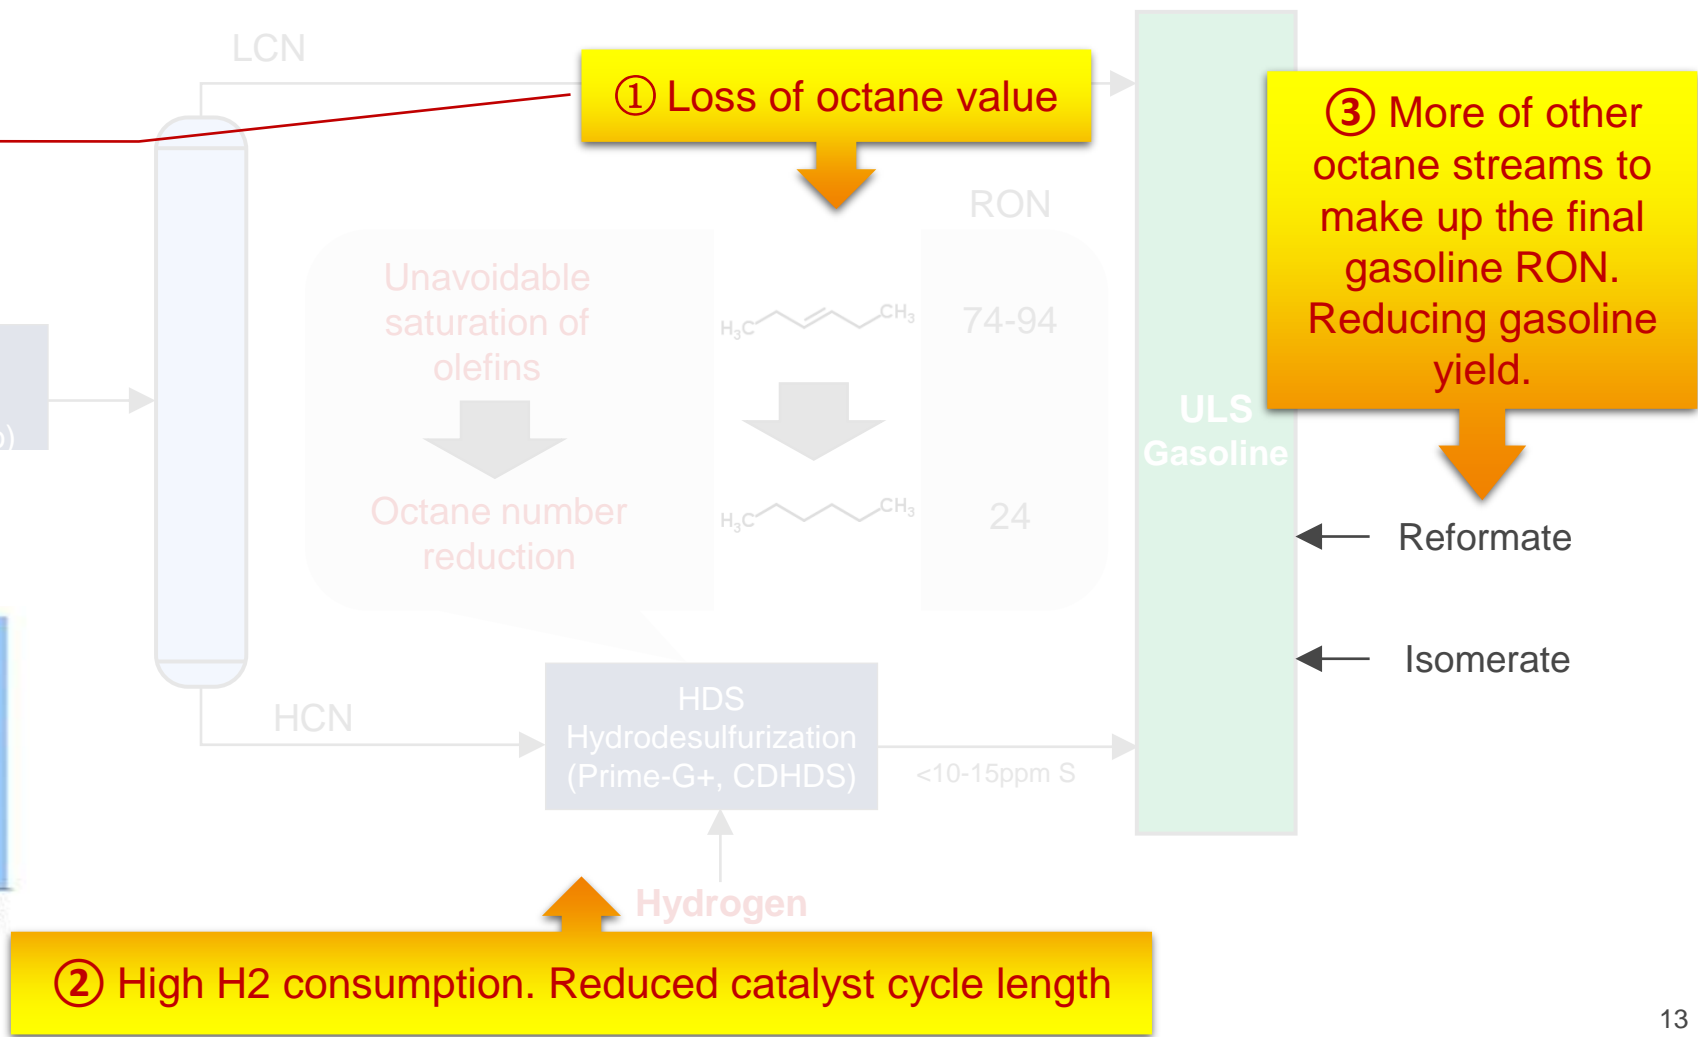 LCN
① Loss of octane value
③ More of other
octane streams to
make up the final
gasoline RON.
Reducing gasoline
yield.
RON
Unavoidable
saturation of
olefins
H₃C
CH₃
74-94
ULS
Gasoline
Octane number
reduction
H₃C
CH₃
24
Reformate
Isomerate
HCN
HDS
Hydrodesulfurization
(Prime-G+, CDHDS)
<10-15ppm S
Hydrogen
② High H2 consumption. Reduced catalyst cycle length
13